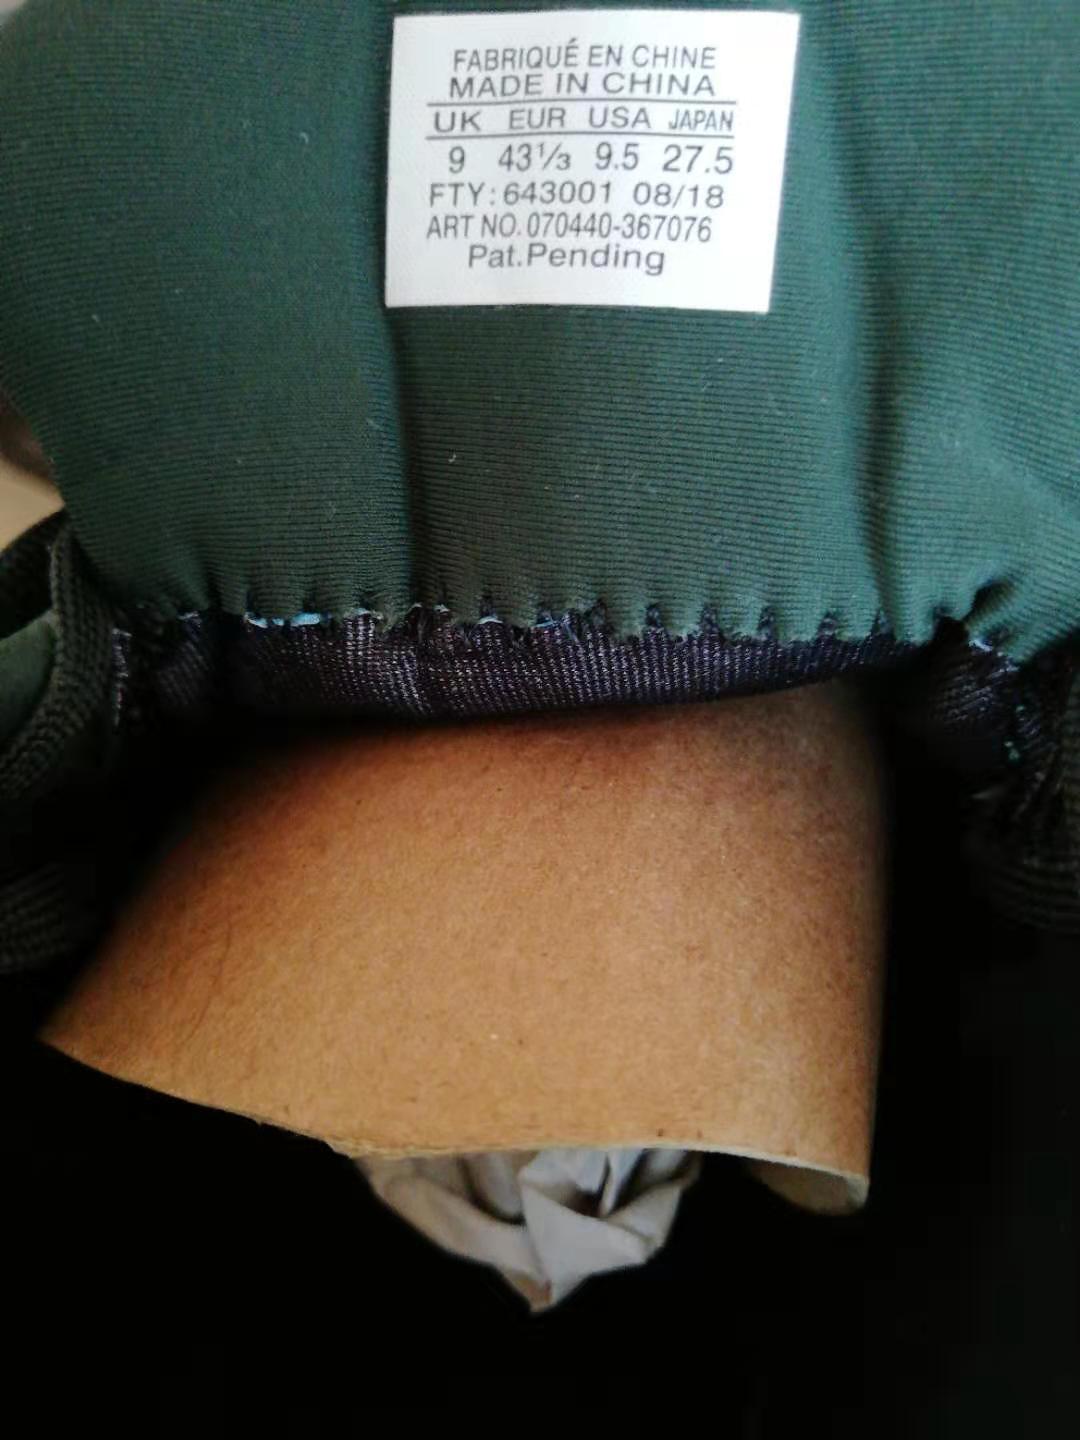 FABRIQUÉ EN CHINE
MADE IN CHINA
UK EUR USA JAPAN
9 43⅓ 9.5 27.5
FTY: 643001 08/18
ART NO. 070440-367076
Pat.Pending